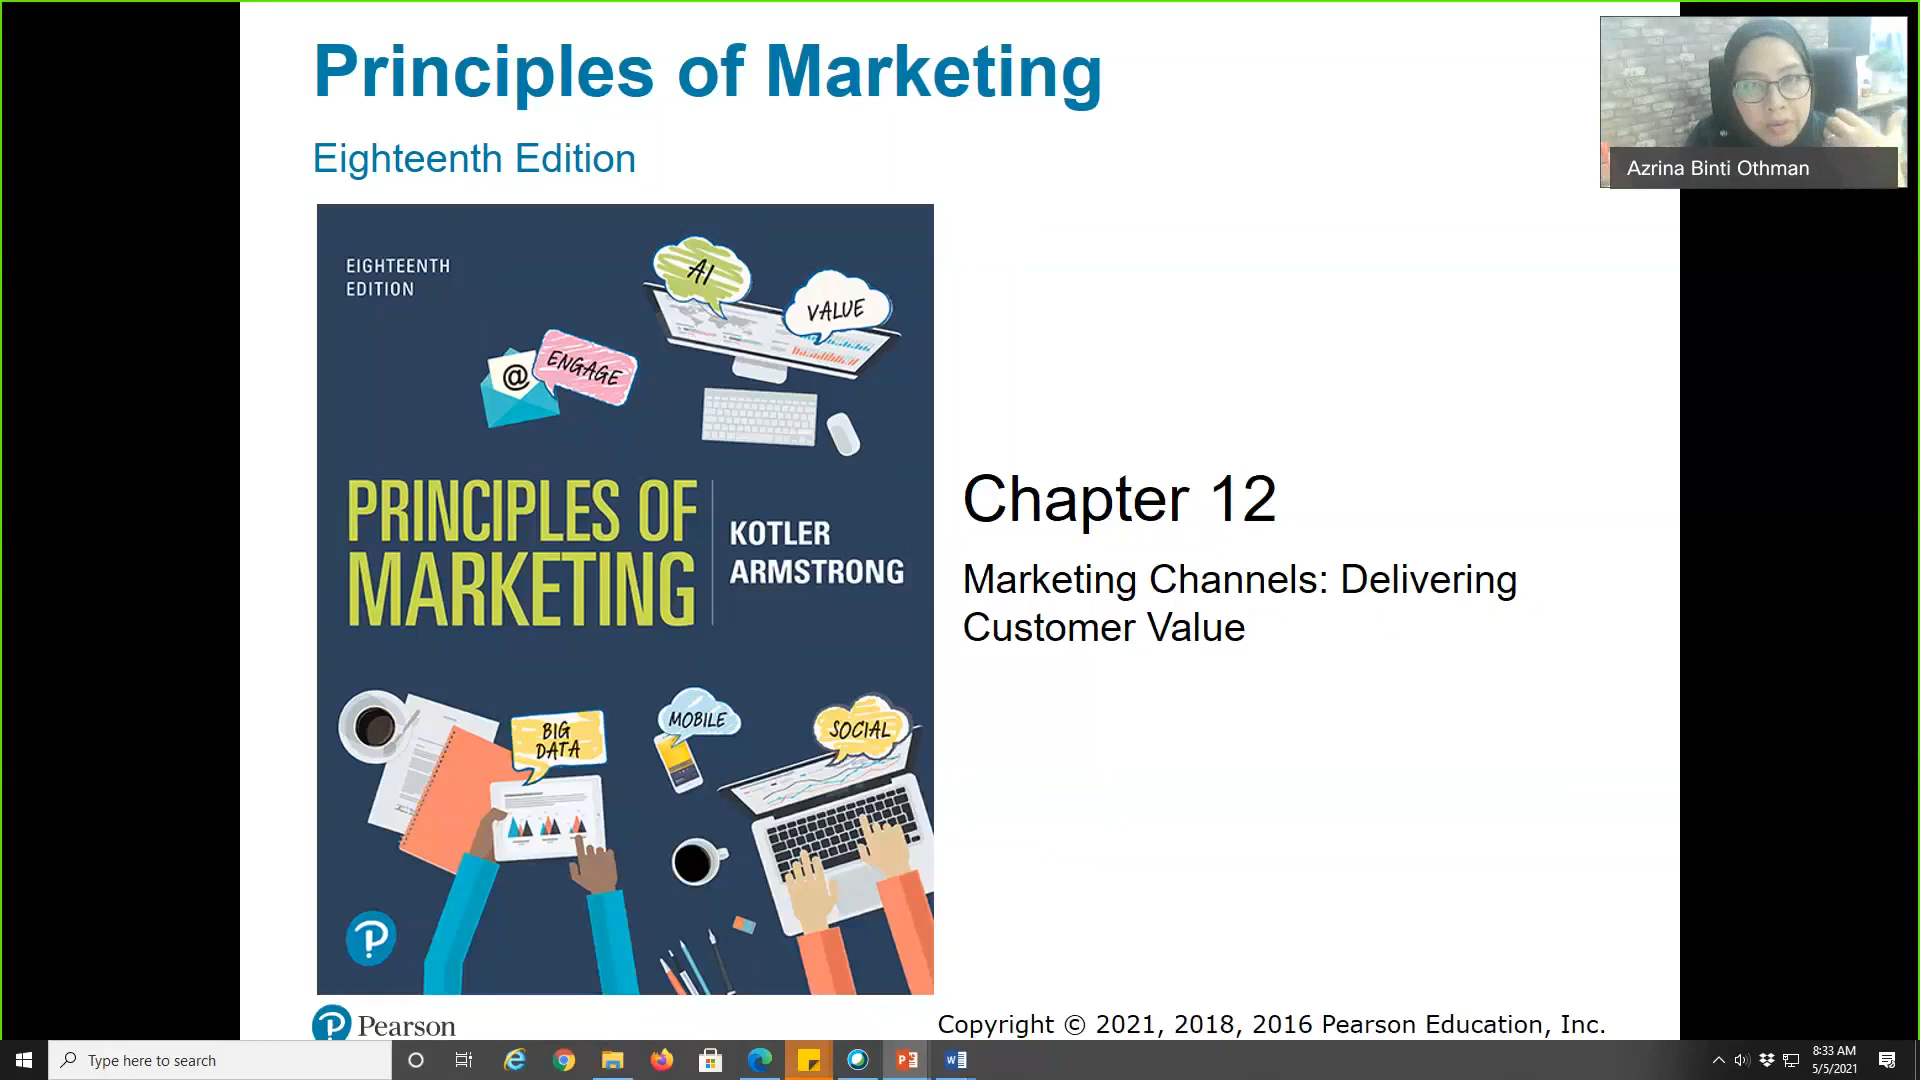 Principles of Marketing
Eighteenth Edition
Azrina Binti Othman
EIGHTEENTH
EDITION
AI
VALUE
@
ENGAGE
PRINCIPLES OF
MARKETING
KOTLER
ARMSTRONG
Chapter 12
Marketing Channels: Delivering
Customer Value
BIG
DATA
MOBILE
SOCIAL
P
P Pearson
Copyright © 2021, 2018, 2016 Pearson Education, Inc.
Type here to search
8:33 AM
5/5/2021